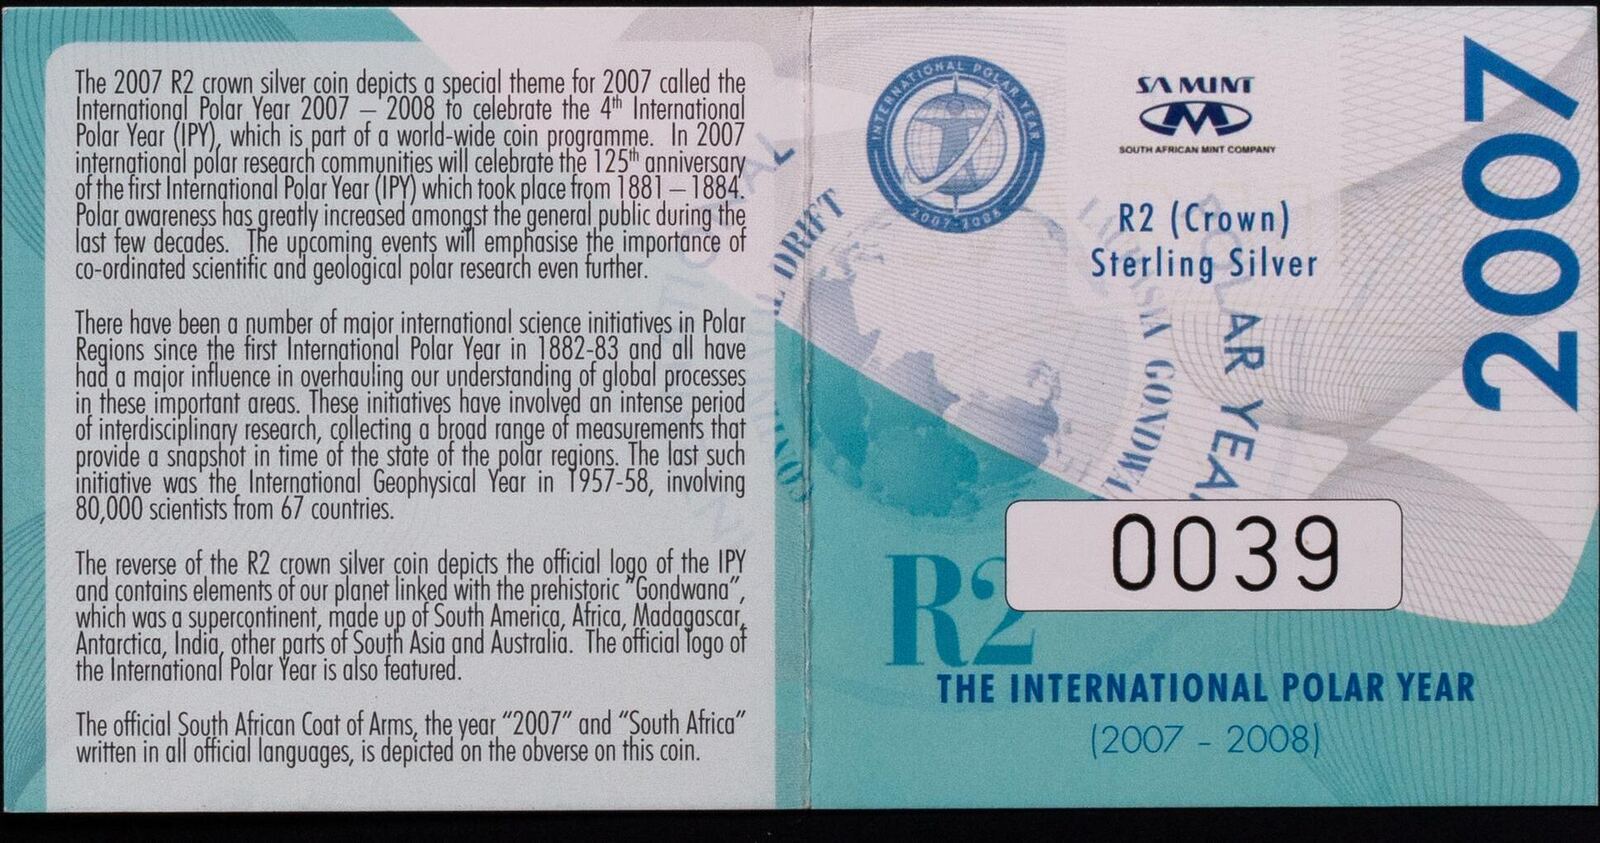 The 2007 R2 crown silver coin depicts a special theme for 2007 called the
International Polar Year 2007 – 2008 to celebrate the 4th International
Polar Year (IPY), which is part of a world-wide coin programme. In 2007
international polar research communities will celebrate the 125th anniversary
of the first International Polar Year (IPY) which took place from 1881 – 1884.
Polar awareness has greatly increased amongst the general public during the
last few decades. The upcoming events will emphasise the importance of
co-ordinated scientific and geological polar research even further.
There have been a number of major international science initiatives in Polar
Regions since the first International Polar Year in 1882-83 and all have
had a major influence in overhauling our understanding of global processes
in these important areas. These initiatives have involved an intense period
of interdisciplinary research, collecting a broad range of measurements that
provide a snapshot in time of the state of the polar regions. The last such
initiative was the International Geophysical Year in 1957-58, involving
80,000 scientists from 67 countries.
The reverse of the R2 crown silver coin depicts the official logo of the IPY
and contains elements of our planet linked with the prehistoric "Gondwana",
which was a supercontinent, made up of South America, Africa, Madagascar,
Antarctica, India, other parts of South Asia and Australia. The official logo of
the International Polar Year is also featured.
The official South African Coat of Arms, the year "2007" and "South Africa"
written in all official languages, is depicted on the obverse on this coin.
INTERNATIONAL POLAR YEAR
2007-2008
SA MINT
SOUTH AFRICAN MINT COMPANY
R2 (Crown)
Sterling Silver
2007
DRIFT
GONDWA
POLAR YEA
0039
R2
THE INTERNATIONAL POLAR YEAR
(2007 - 2008)